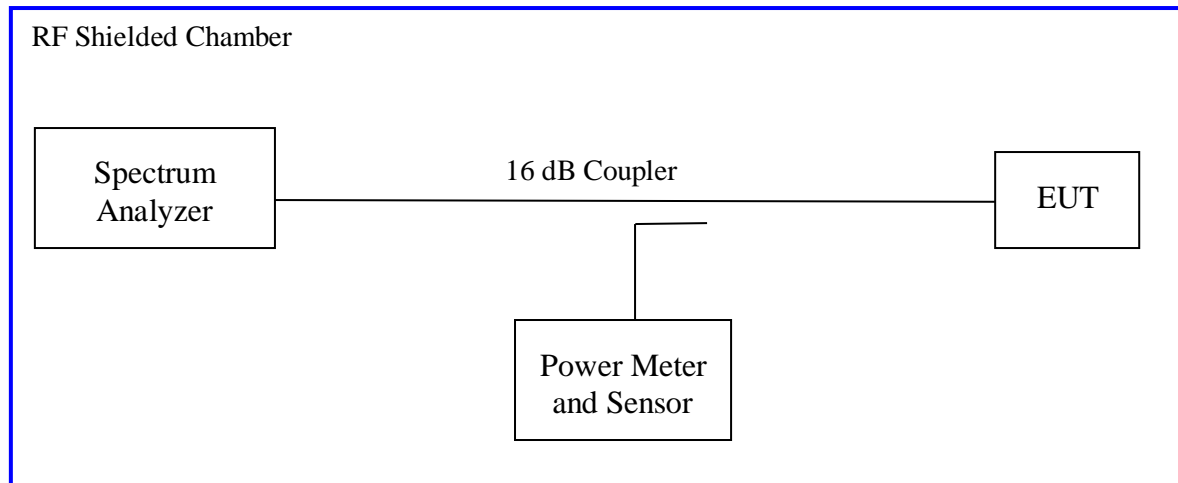 RF Shielded Chamber
16 dB Coupler
Spectrum
Analyzer
EUT
Power Meter
and Sensor